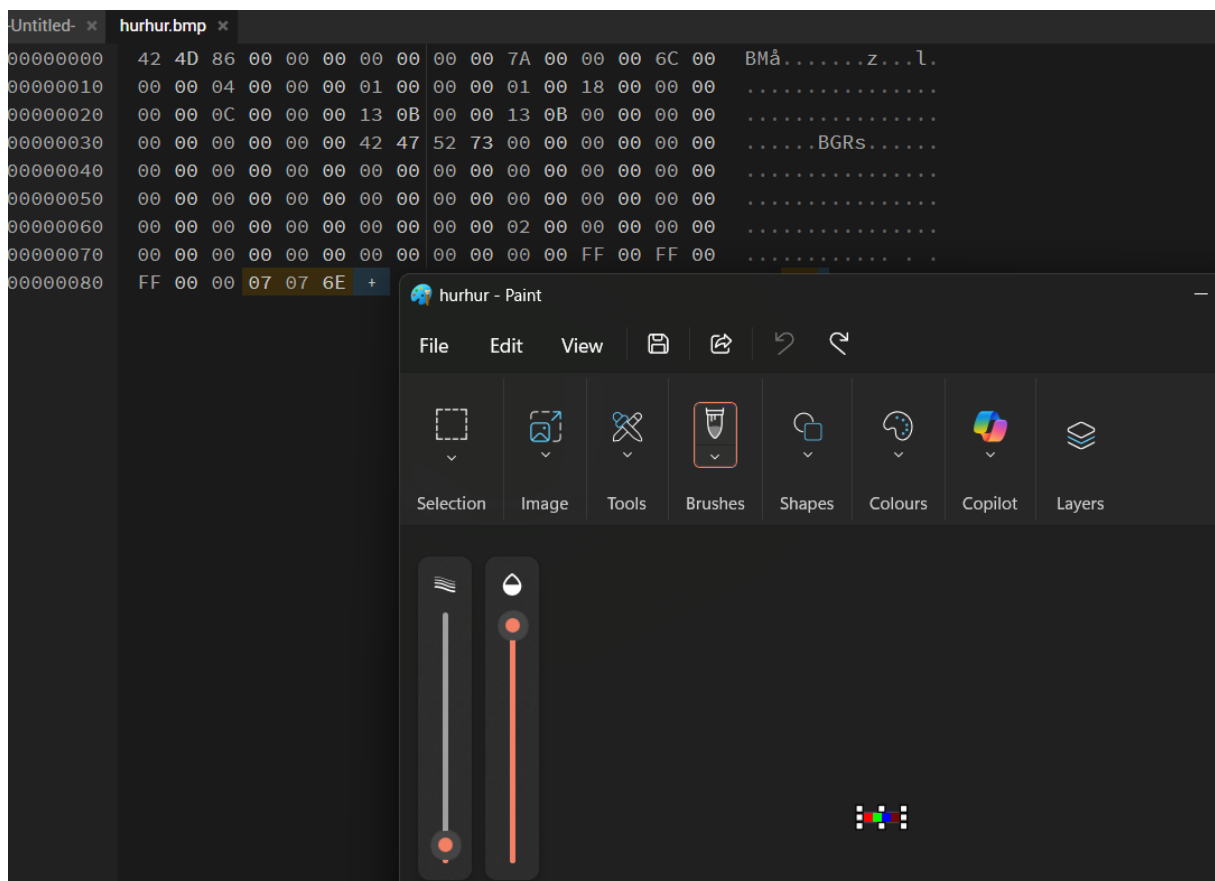 -Untitled- × hurhur.bmp ×
00000000 42 4D 86 00 00 00 00 00 00 00 7A 00 00 00 6C 00 BMå.......z...l.
00000010 00 00 04 00 00 00 01 00 00 00 01 00 18 00 00 00 ................
00000020 00 00 0C 00 00 00 13 0B 00 00 13 0B 00 00 00 00 ................
00000030 00 00 00 00 00 00 42 47 52 73 00 00 00 00 00 00 ......BGRs......
00000040 00 00 00 00 00 00 00 00 00 00 00 00 00 00 00 00 ................
00000050 00 00 00 00 00 00 00 00 00 00 00 00 00 00 00 00 ................
00000060 00 00 00 00 00 00 00 00 00 00 02 00 00 00 00 00 ................
00000070 00 00 00 00 00 00 00 00 00 00 00 00 FF 00 FF 00 ............ . .
00000080 FF 00 00 07 07 6E +
hurhur - Paint
File Edit View
Selection Image Tools Brushes Shapes Colours Copilot Layers